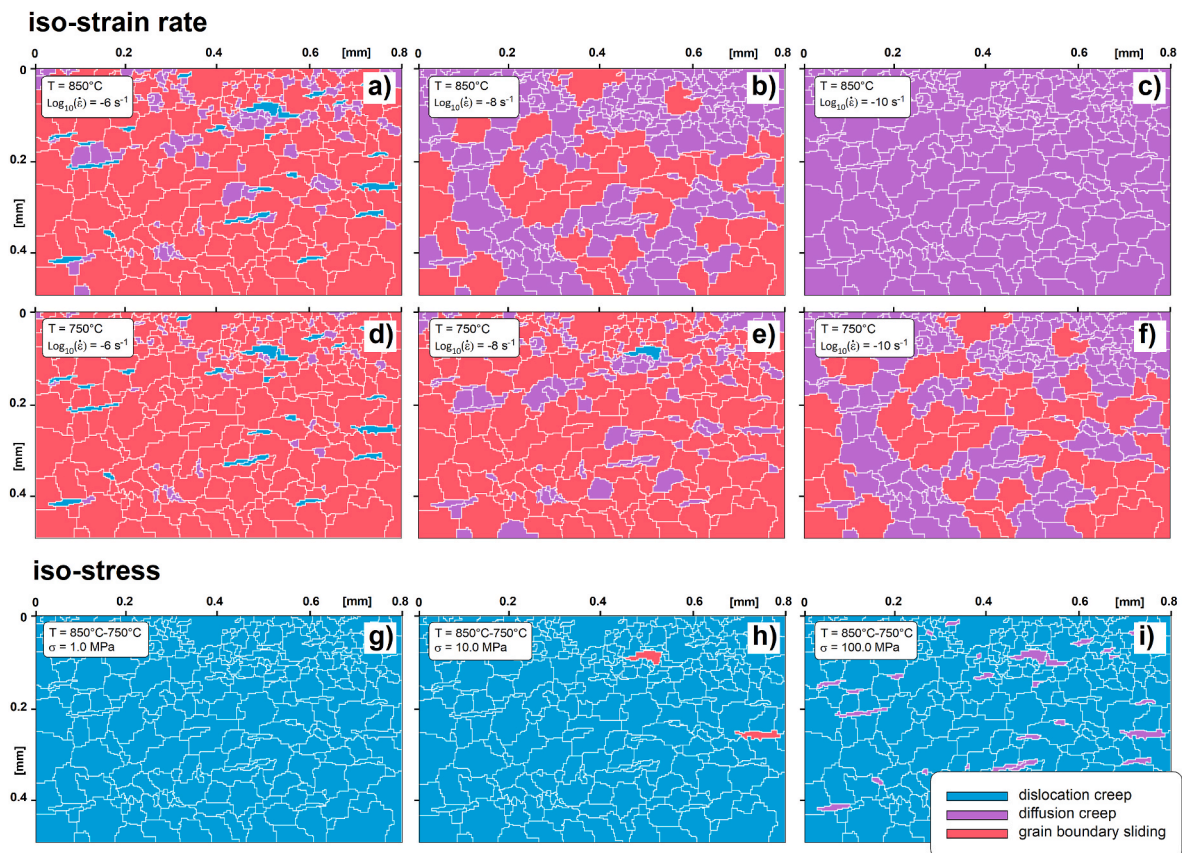 iso-strain rate
0 0.2 0.4 0.6 [mm] 0.8
0 0.2 0.4 0.6 [mm] 0.8
0 0.2 0.4 0.6 [mm] 0.8
0
0.2
[mm]
0.4
T = 850°C
Log₁₀(ε̇) = -6 s⁻¹
a)
T = 850°C
Log₁₀(ε̇) = -8 s⁻¹
b)
T = 850°C
Log₁₀(ε̇) = -10 s⁻¹
c)
0
0.2
[mm]
0.4
T = 750°C
Log₁₀(ε̇) = -6 s⁻¹
d)
T = 750°C
Log₁₀(ε̇) = -8 s⁻¹
e)
T = 750°C
Log₁₀(ε̇) = -10 s⁻¹
f)
iso-stress
0 0.2 0.4 0.6 [mm] 0.8
0 0.2 0.4 0.6 [mm] 0.8
0 0.2 0.4 0.6 [mm] 0.8
0
0.2
[mm]
0.4
T = 850°C-750°C
σ = 1.0 MPa
g)
T = 850°C-750°C
σ = 10.0 MPa
h)
T = 850°C-750°C
σ = 100.0 MPa
i)
dislocation creep
diffusion creep
grain boundary sliding